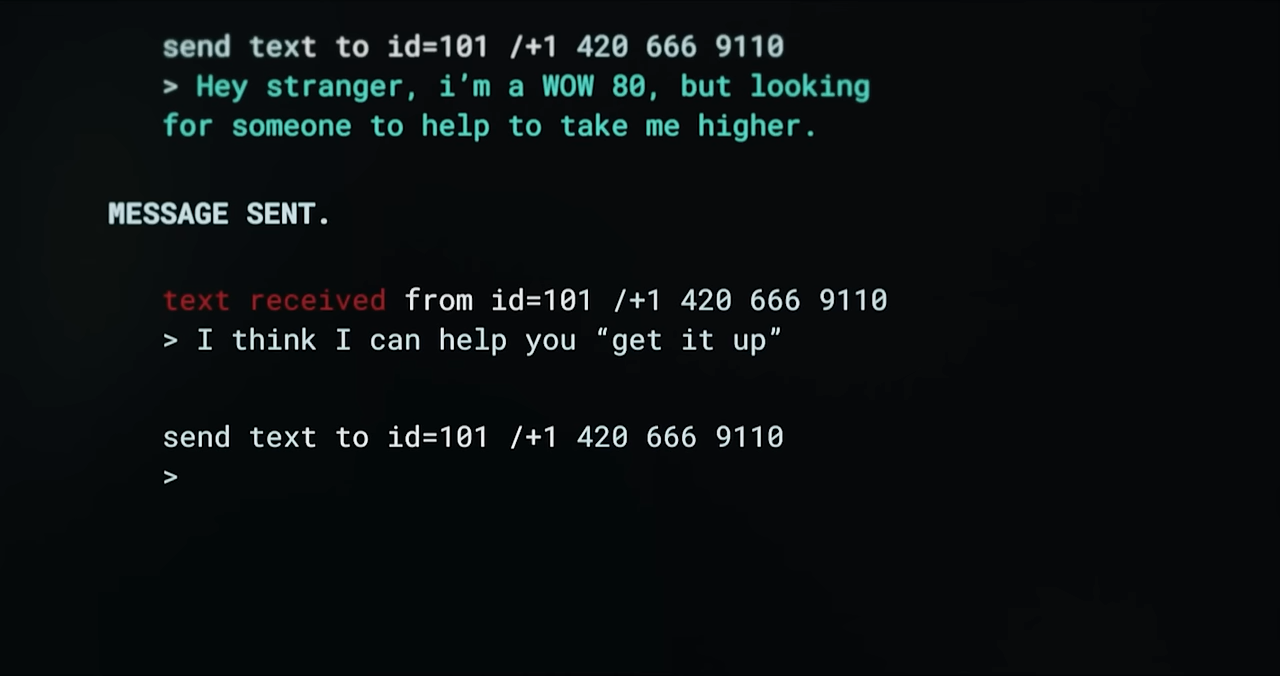 send text to id=101 /+1 420 666 9110
> Hey stranger, i’m a WOW 80, but looking
for someone to help to take me higher.
MESSAGE SENT.
text received from id=101 /+1 420 666 9110
> I think I can help you “get it up”
send text to id=101 /+1 420 666 9110
>